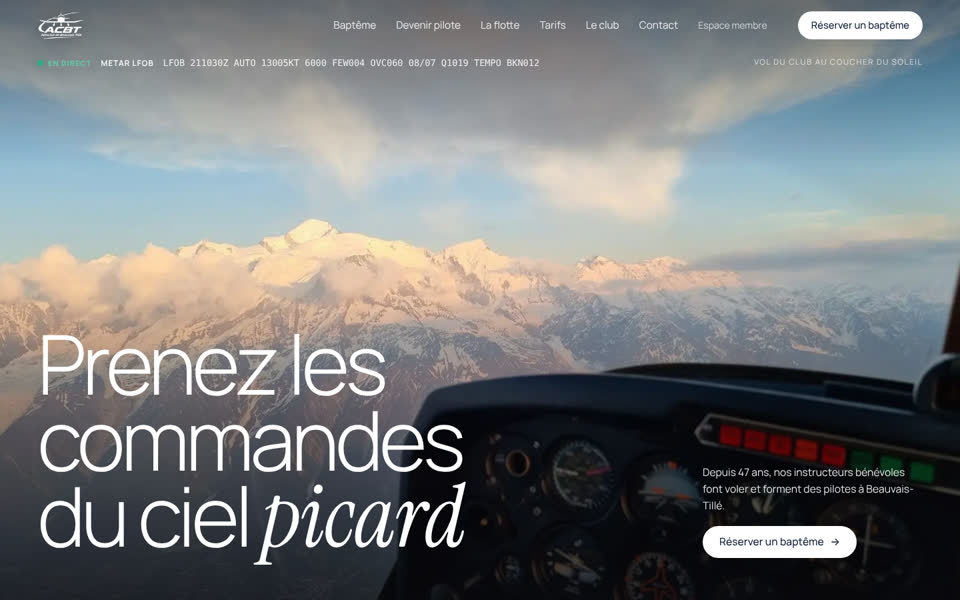 ACBT
Baptême
Devenir pilote
La flotte
Tarifs
Le club
Contact
Espace membre
Réserver un baptême
EN DIRECT
METAR LFOB
LFOB 211030Z AUTO 13005KT 6000 FEW004 OVC060 08/07 Q1019 TEMPO BKN012
VOL DU CLUB AU COUCHER DU SOLEIL
Prenez les
commandes
du ciel picard
Depuis 47 ans, nos instructeurs bénévoles
font voler et forment des pilotes à Beauvais-
Tillé.
Réserver un baptême →